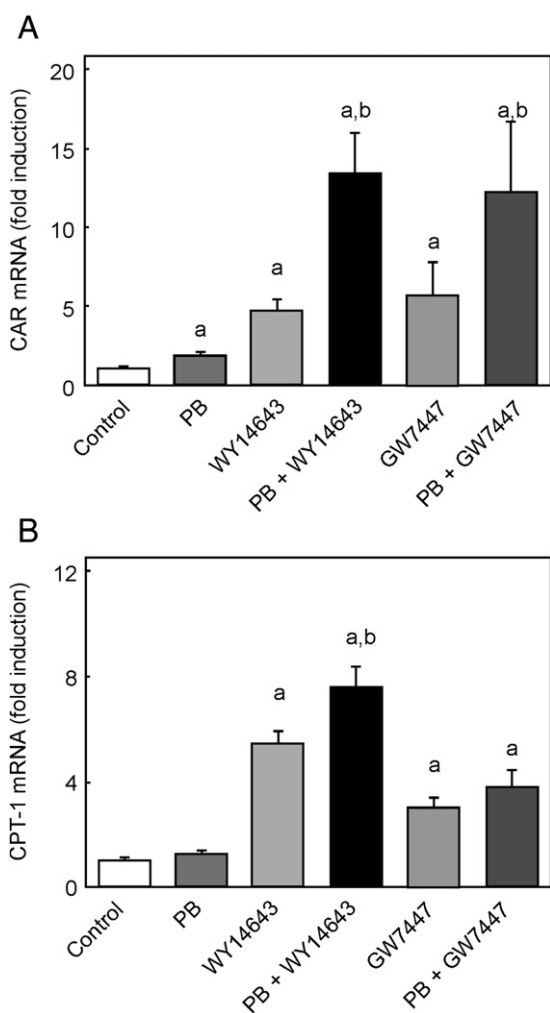 A
CAR mRNA (fold induction)
20
15
10
5
0
a
a
a,b
a
a,b
Control
PB
WY14643
PB + WY14643
GW7447
PB + GW7447
B
CPT-1 mRNA (fold induction)
12
8
4
0
a
a,b
a
a
Control
PB
WY14643
PB + WY14643
GW7447
PB + GW7447